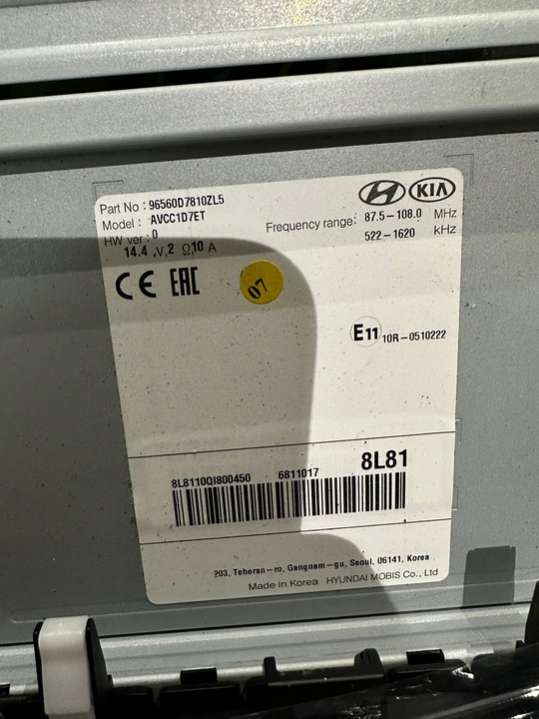 Part No : 96560D7810ZL5
Model : AVCC1D7ET
HW ver : 0
14.4 V, 2 Ω, 10 A
HYUNDAI KIA
Frequency range: 87.5-108.0 MHz
522-1620 kHz
CE EAC
07
E11 10R-0510222
8L8110QI800450 6811017 8L81
203, Teheran-ro, Gangnam-gu, Seoul, 06141, Korea
Made in Korea HYUNDAI MOBIS Co., Ltd